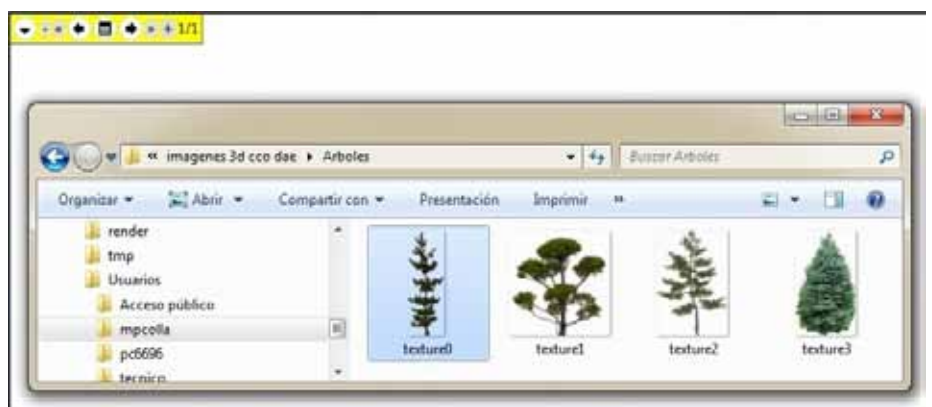 1/1
« imagenes 3d cco dae ▸ Arboles
Buscar Arboles
Organizar Abrir Compartir con Presentación Imprimir »
render
tmp
Usuarios
Acceso público
mpcolla
pc6696
tecnico
texture0 texture1 texture2 texture3